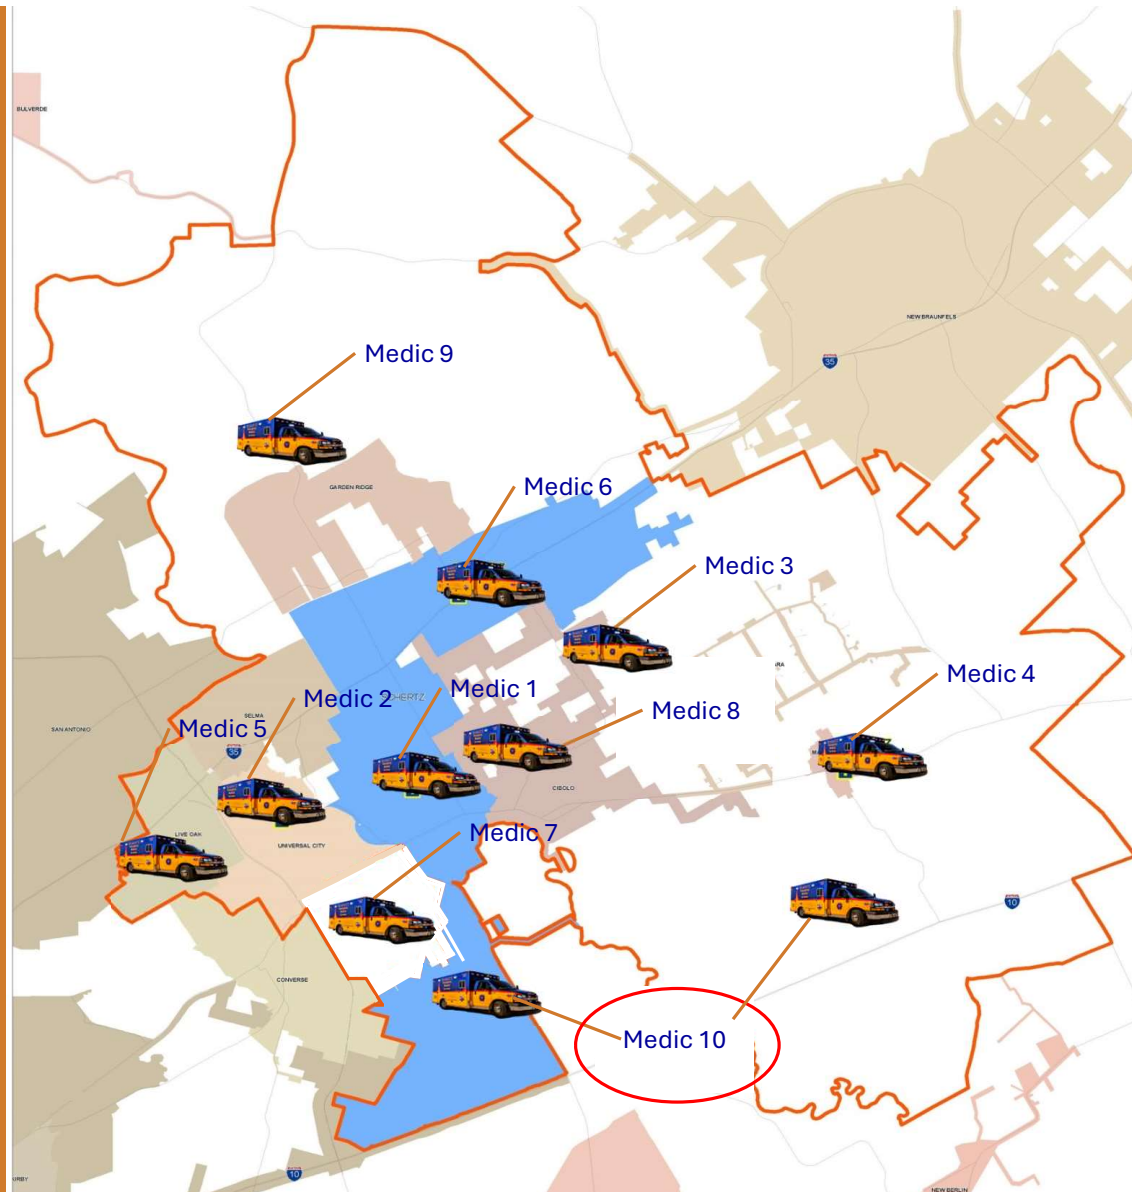 BULVERDE
NEW BRAUNFELS
35
Medic 9
GARDEN RIDGE
Medic 6
Medic 3
Medic 4
Medic 1
Medic 2
SCHERTZ
Medic 8
SELMA
Medic 5
SAN ANTONIO
35
CIBOLO
LIVE OAK
UNIVERSAL CITY
Medic 7
10
CONVERSE
Medic 10
10
NEW BERLIN